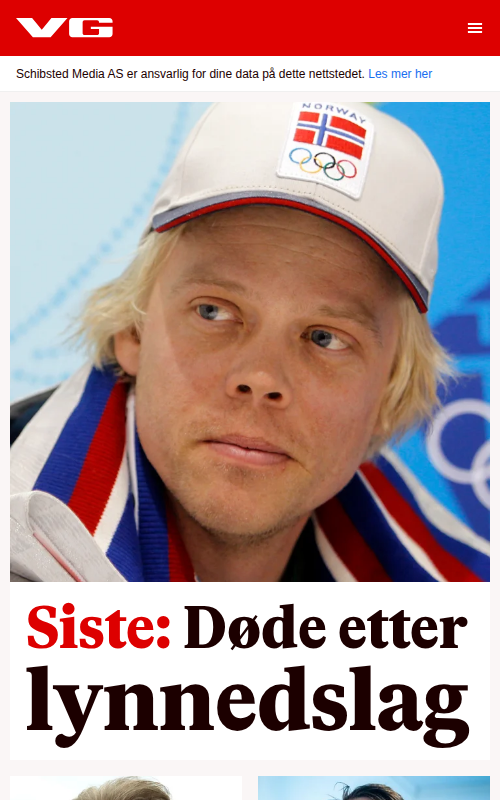 VG
Schibsted Media AS er ansvarlig for dine data på dette nettstedet. Les mer her
NORWAY
Siste: Døde etter
lynnedslag